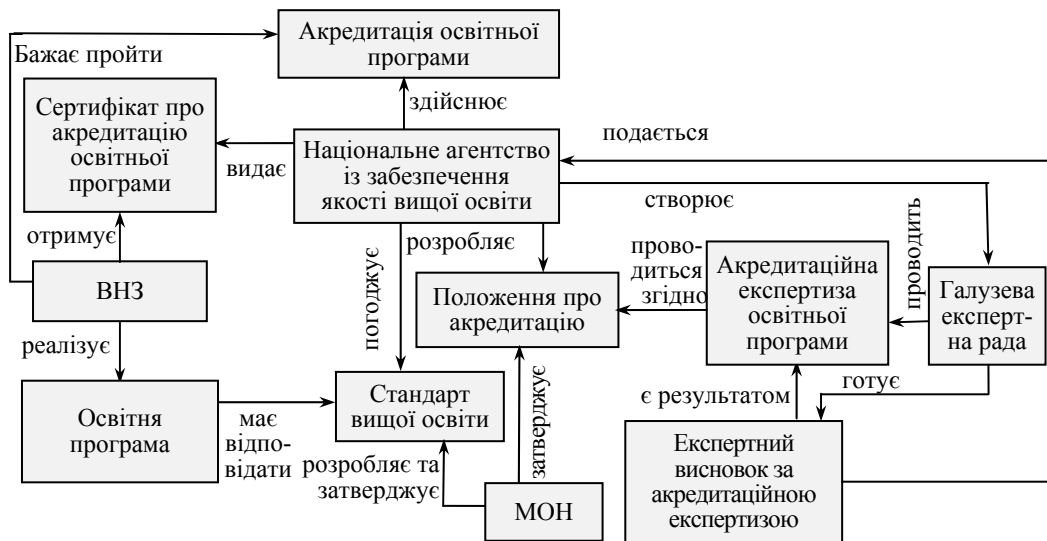 Бажає пройти
Акредитація освітньої
програми
здійснює
Сертифікат про
акредитацію
освітньої
програми
видає
Національне агентство
із забезпечення
якості вищої освіти
подається
створює
отримує
ВНЗ
розробляє
погоджує
Положення про
акредитацію
прово-
диться
згідно
Акредитаційна
експертиза
освітньої
програми
проводить
Галузева
експерт-
на рада
реалізує
Освітня
програма
має
відпо-
відати
Стандарт
вищої освіти
затверджує
є результатом
готує
розробляє та
затверджує
МОН
Експертний
висновок за
акредитаційною
експертизою